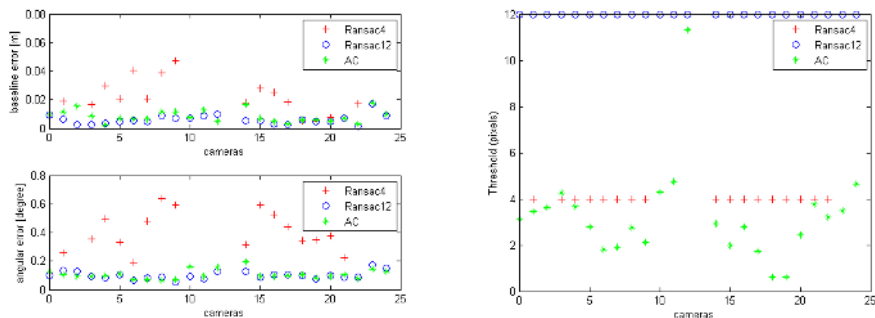 0.08
0.06
0.04
0.02
0
baseline error [m]
Ransac4
Ransac12
AC
0 5 10 15 20 25
cameras
0.8
0.6
0.4
0.2
0
angular error [degree]
Ransac4
Ransac12
AC
0 5 10 15 20 25
cameras
12
10
8
6
4
2
0
Threshold (pixels)
Ransac4
Ransac12
AC
0 5 10 15 20 25
cameras